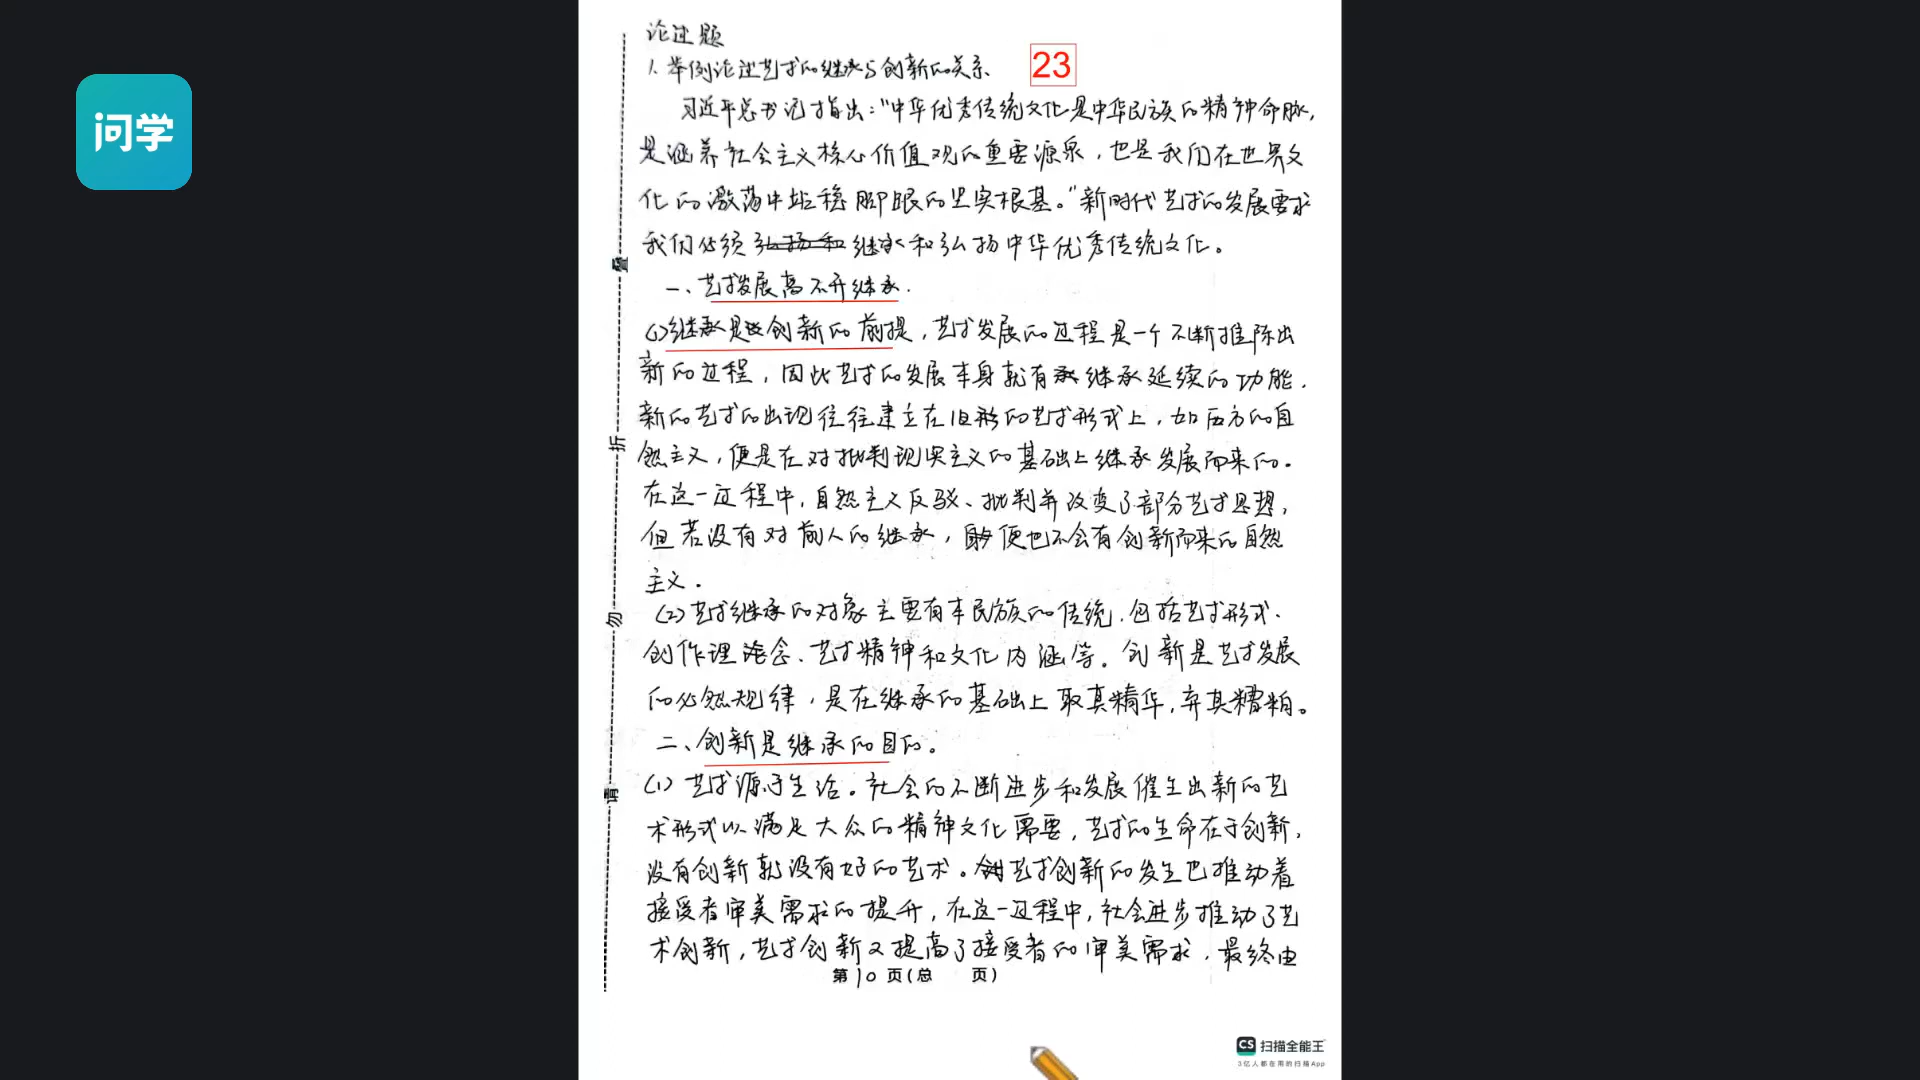 问学
论述题
1. 举例论述艺术的继承与创新的关系 23
习近平总书记指出：“中华优秀传统文化是中华民族的精神命脉，
是涵养社会主义核心价值观的重要源泉，也是我们在世界文
化的激荡中站稳脚跟的坚实根基。”新时代艺术的发展要求
我们必须弘扬和继承和弘扬中华优秀传统文化。
一、艺术发展离不开继承.
(1)继承是创新的前提，艺术发展的过程是一个不断推陈出
新的过程，因此艺术的发展本身就有继承延续的功能.
新的艺术的出现往往建立在旧形的艺术形式上，如西方的自
然主义，便是在对批判现实主义的基础上继承发展而来的.
在这一过程中，自然主义反驳、批判并改变了部分艺术思想，
但若没有对前人的继承，便也不会有创新而来的自然
主义.
(2)艺术继承的对象主要有本民族的传统，包括艺术形式、
创作理念、艺术精神和文化内涵等。创新是艺术发展
的必然规律，是在继承的基础上取其精华，弃其糟粕。
二、创新是继承的目的。
(1)艺术源于生活。社会的不断进步和发展催生出新的艺
术形式以满足大众的精神文化需要，艺术的生命在于创新，
没有创新就没有好的艺术。艺术创新的发生也推动着
接受者审美需求的提升，在这一过程中，社会进步推动了艺
术创新，艺术创新又提高了接受者的审美需求，最终由
第10页(总 页)
叠
折
勿
请
CS 扫描全能王
3亿人都在用的扫描App